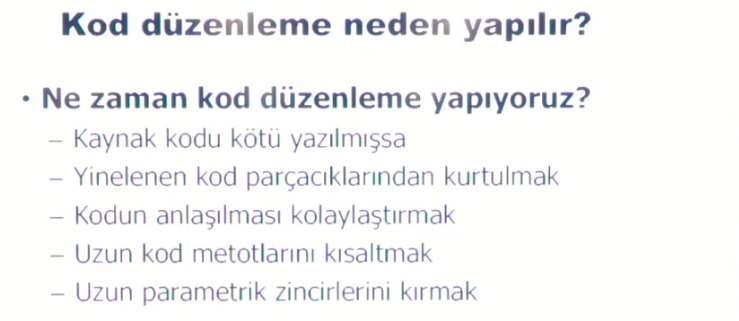 Kod düzenleme neden yapılır?
• Ne zaman kod düzenleme yapıyoruz?
– Kaynak kodu kötü yazılmışsa
– Yinelenen kod parçacıklarından kurtulmak
– Kodun anlaşılması kolaylaştırmak
– Uzun kod metotlarını kısaltmak
– Uzun parametrik zincirlerini kırmak